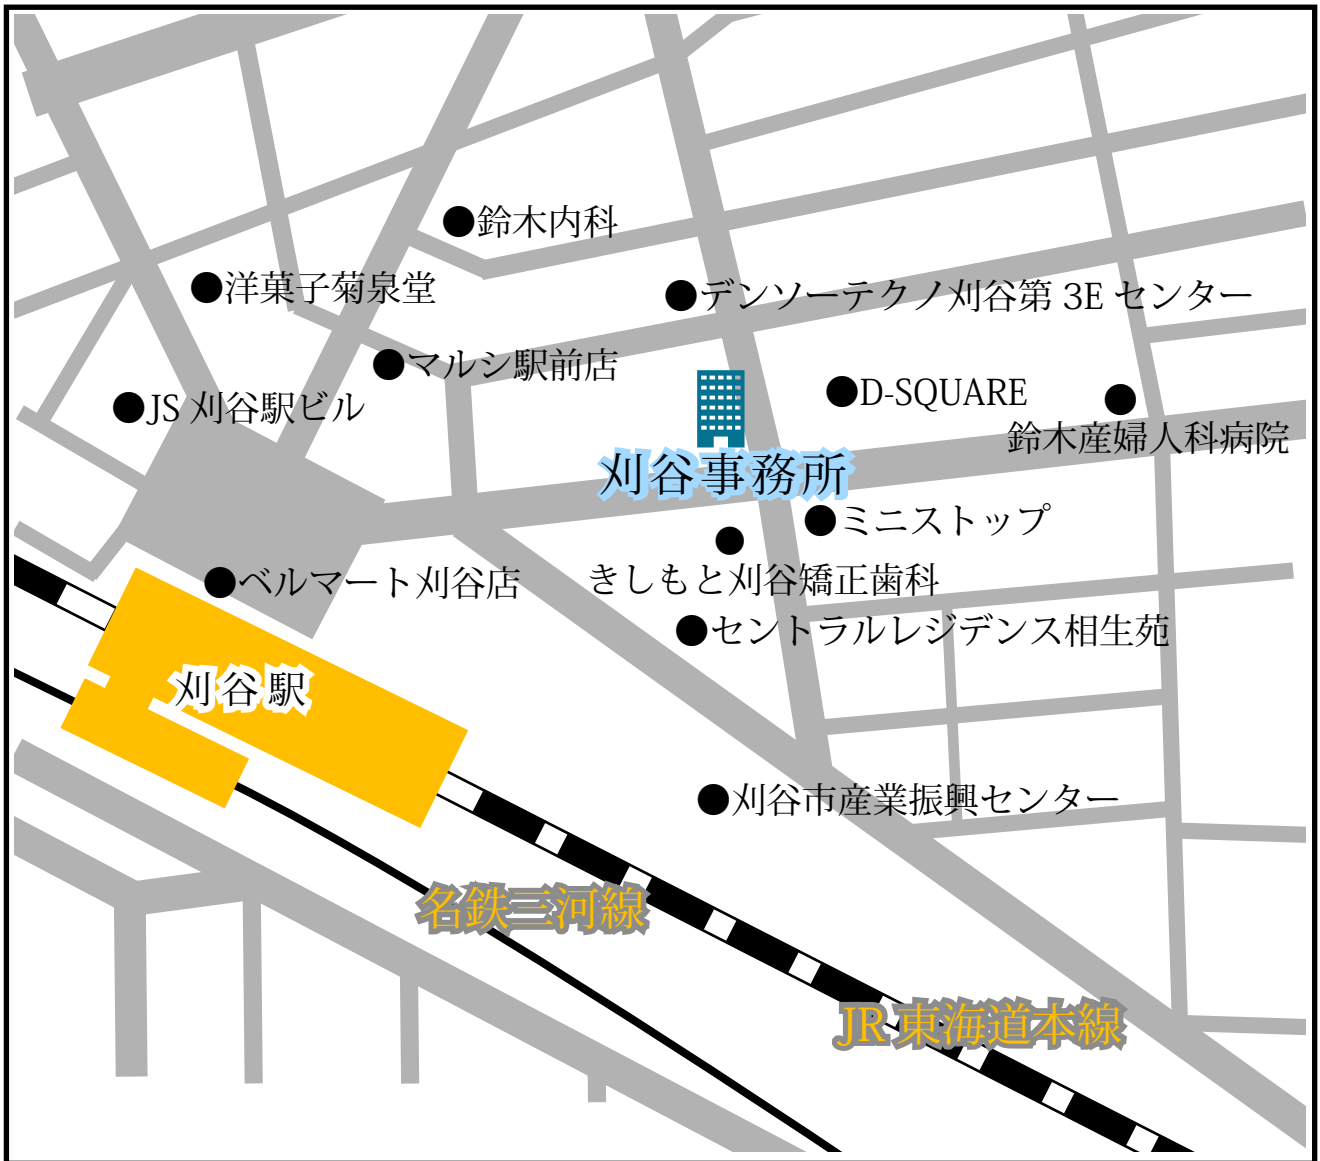 鈴木内科
洋菓子菊泉堂
デンソーテクノ刈谷第 3E センター
マルシ駅前店
JS 刈谷駅ビル
D-SQUARE
鈴木産婦人科病院
刈谷事務所
ミニストップ
ベルマート刈谷店
きしもと刈谷矯正歯科
セントラルレジデンス相生苑
刈谷駅
刈谷市産業振興センター
名鉄三河線
JR 東海道本線